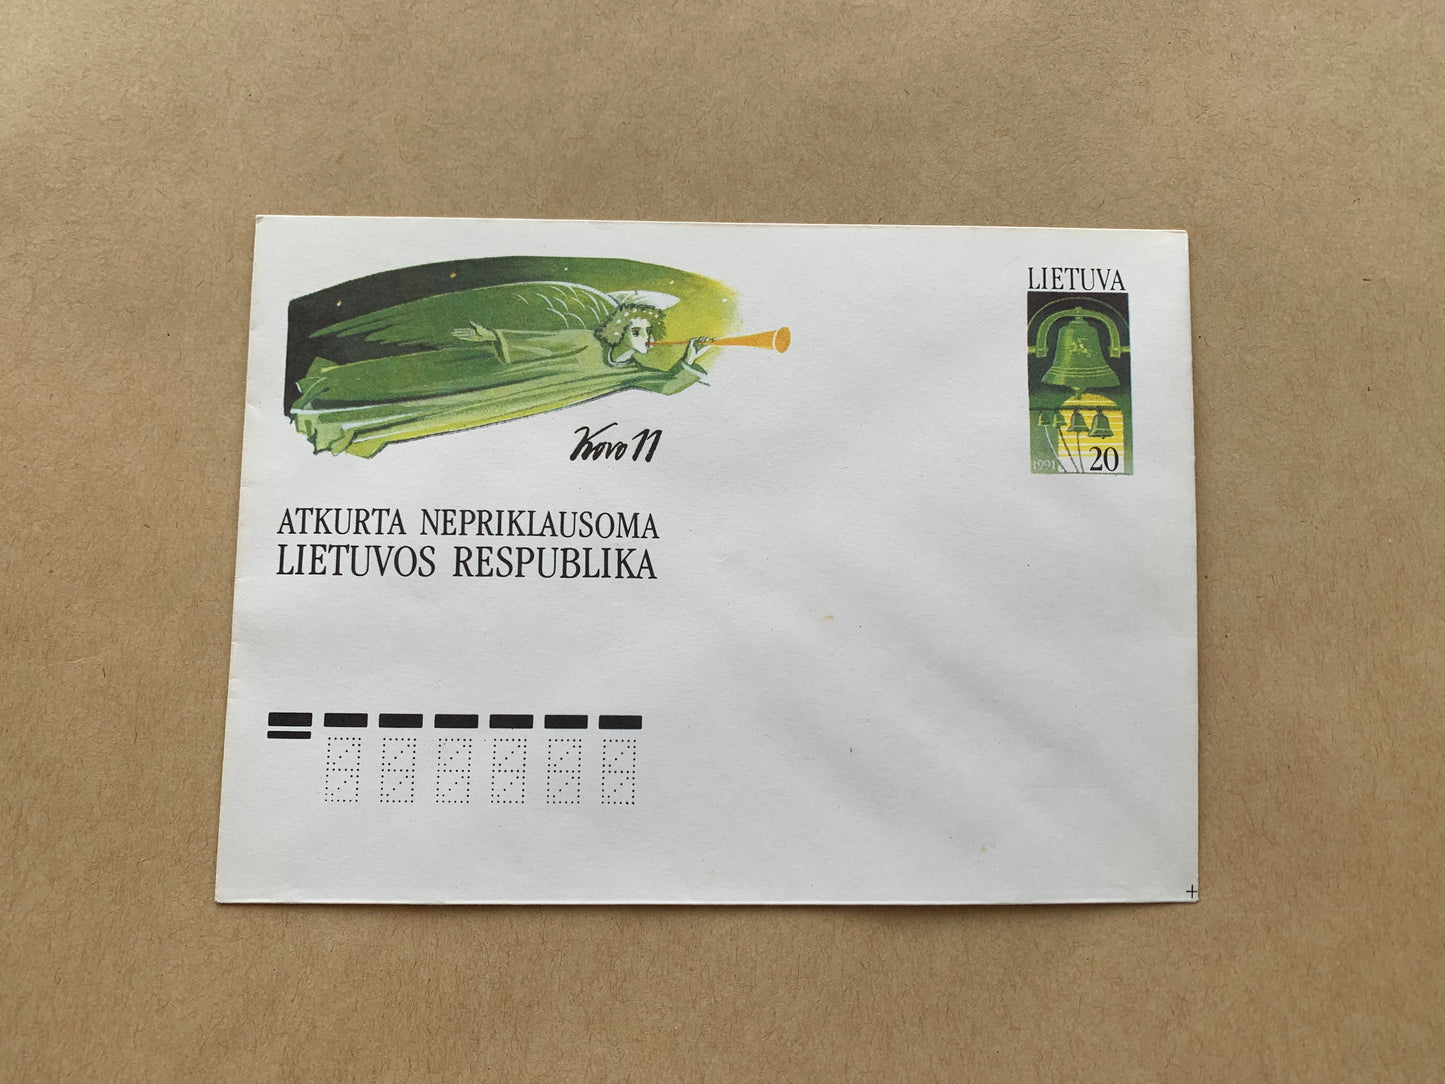 LIETUVA
1991 20
Kovo 11
ATKURTA NEPRIKLAUSOMA
LIETUVOS RESPUBLIKA